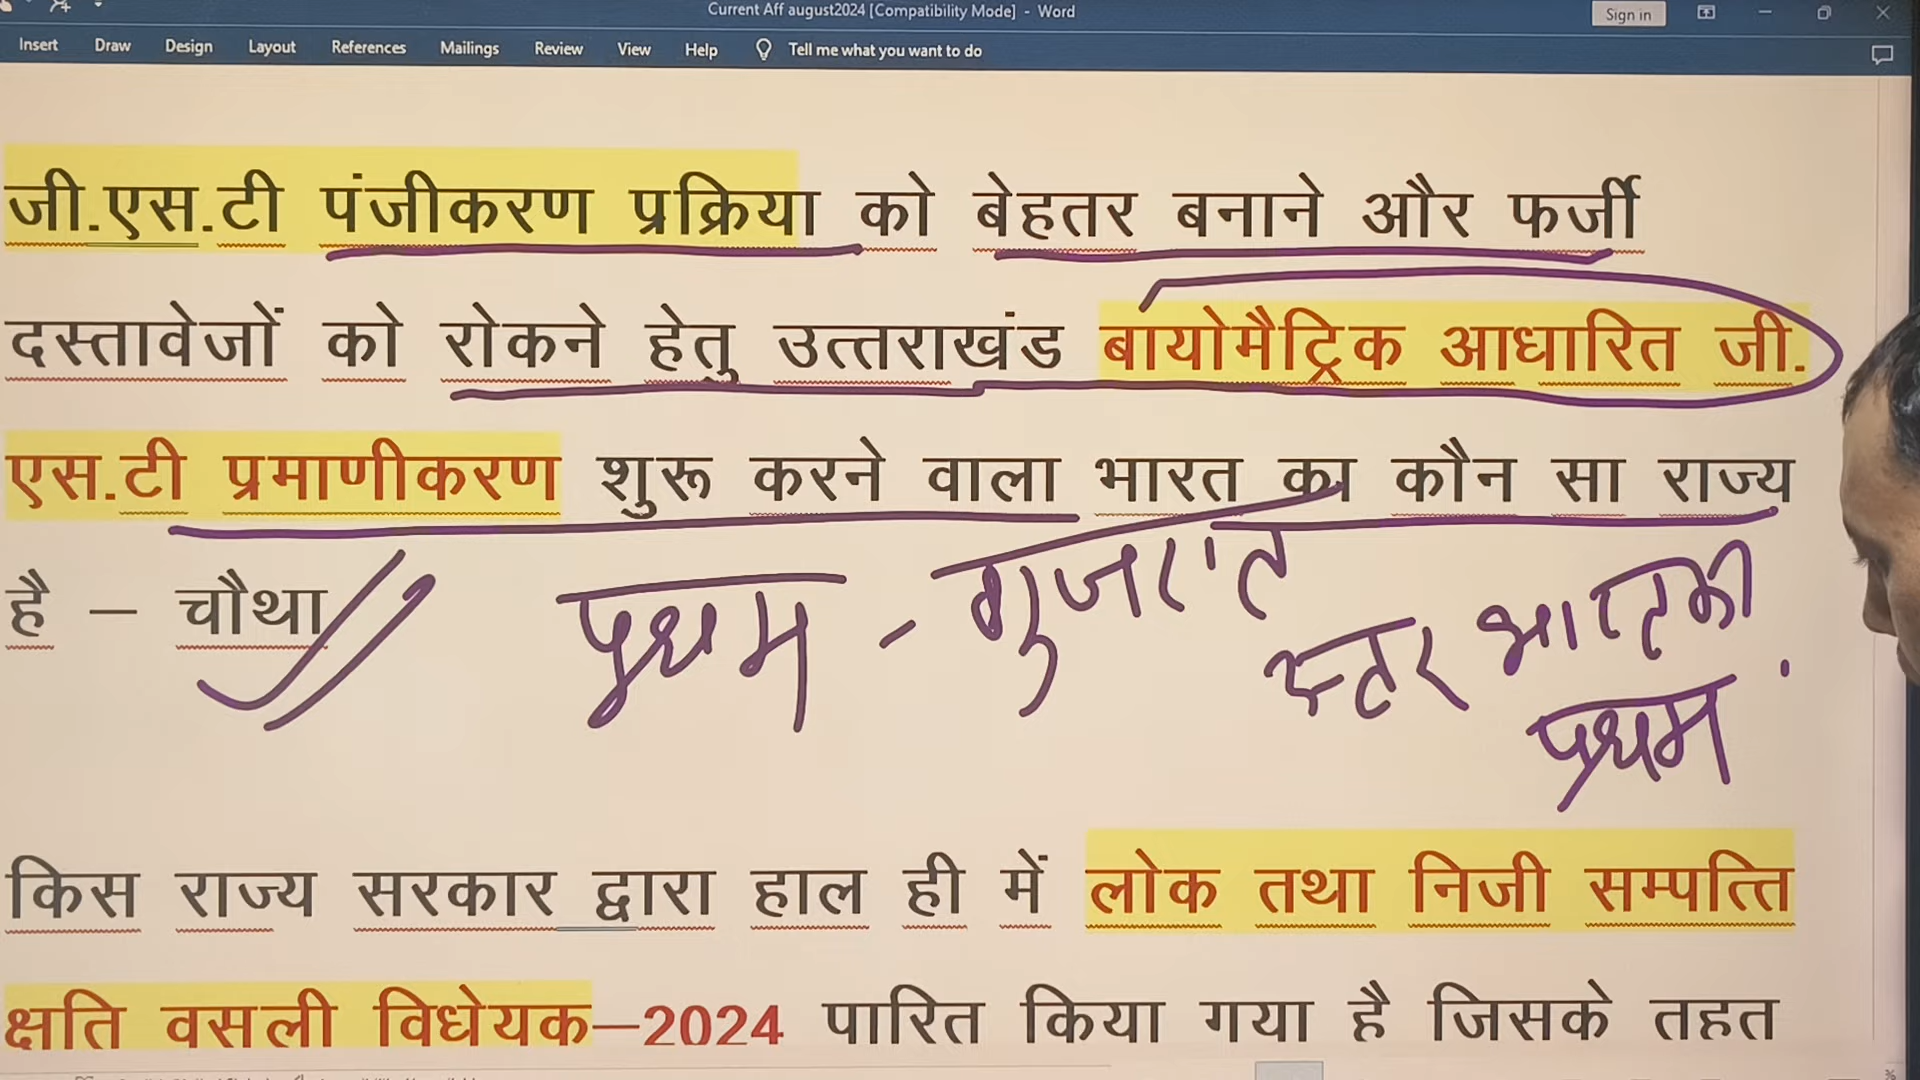 Current Aff august2024 [Compatibility Mode] - Word
Sign in
Insert Draw Design Layout References Mailings Review View Help Tell me what you want to do
जी.एस.टी पंजीकरण प्रक्रिया को बेहतर बनाने और फर्जी
दस्तावेजों को रोकने हेतु उत्तराखंड बायोमैट्रिक आधारित जी.
एस.टी प्रमाणीकरण शुरू करने वाला भारत का कौन सा राज्य
है – चौथा
प्रथम - गुजरात
स्तर भारत का
प्रथम
किस राज्य सरकार द्वारा हाल ही में लोक तथा निजी सम्पत्ति
क्षति वसली विधेयक–2024 पारित किया गया है जिसके तहत